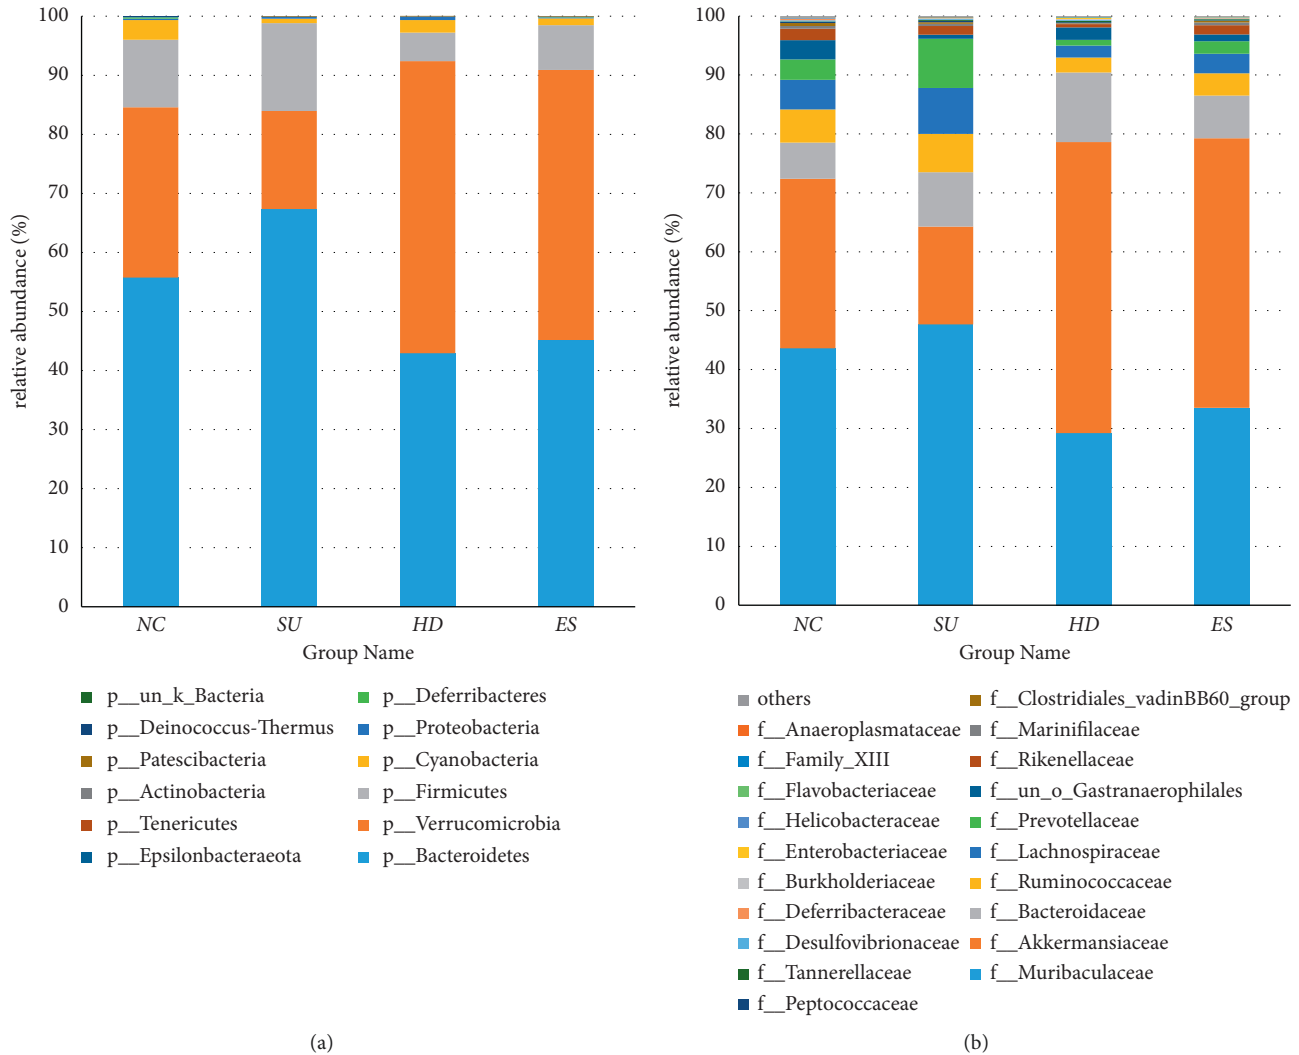 relative abundance (%)
100
90
80
70
60
50
40
30
20
10
0
NC SU HD ES
Group Name
p__un_k_Bacteria
p__Deinococcus-Thermus
p__Patescibacteria
p__Actinobacteria
p__Tenericutes
p__Epsilonbacteraeota
p__Deferribacteres
p__Proteobacteria
p__Cyanobacteria
p__Firmicutes
p__Verrucomicrobia
p__Bacteroidetes
(a)
relative abundance (%)
100
90
80
70
60
50
40
30
20
10
0
NC SU HD ES
Group Name
others
f__Anaeroplasmataceae
f__Family_XIII
f__Flavobacteriaceae
f__Helicobacteraceae
f__Enterobacteriaceae
f__Burkholderiaceae
f__Deferribacteraceae
f__Desulfovibrionaceae
f__Tannerellaceae
f__Peptococcaceae
f__Clostridiales_vadinBB60_group
f__Marinifilaceae
f__Rikenellaceae
f__un_o_Gastranaerophilales
f__Prevotellaceae
f__Lachnospiraceae
f__Ruminococcaceae
f__Bacteroidaceae
f__Akkermansiaceae
f__Muribaculaceae
(b)